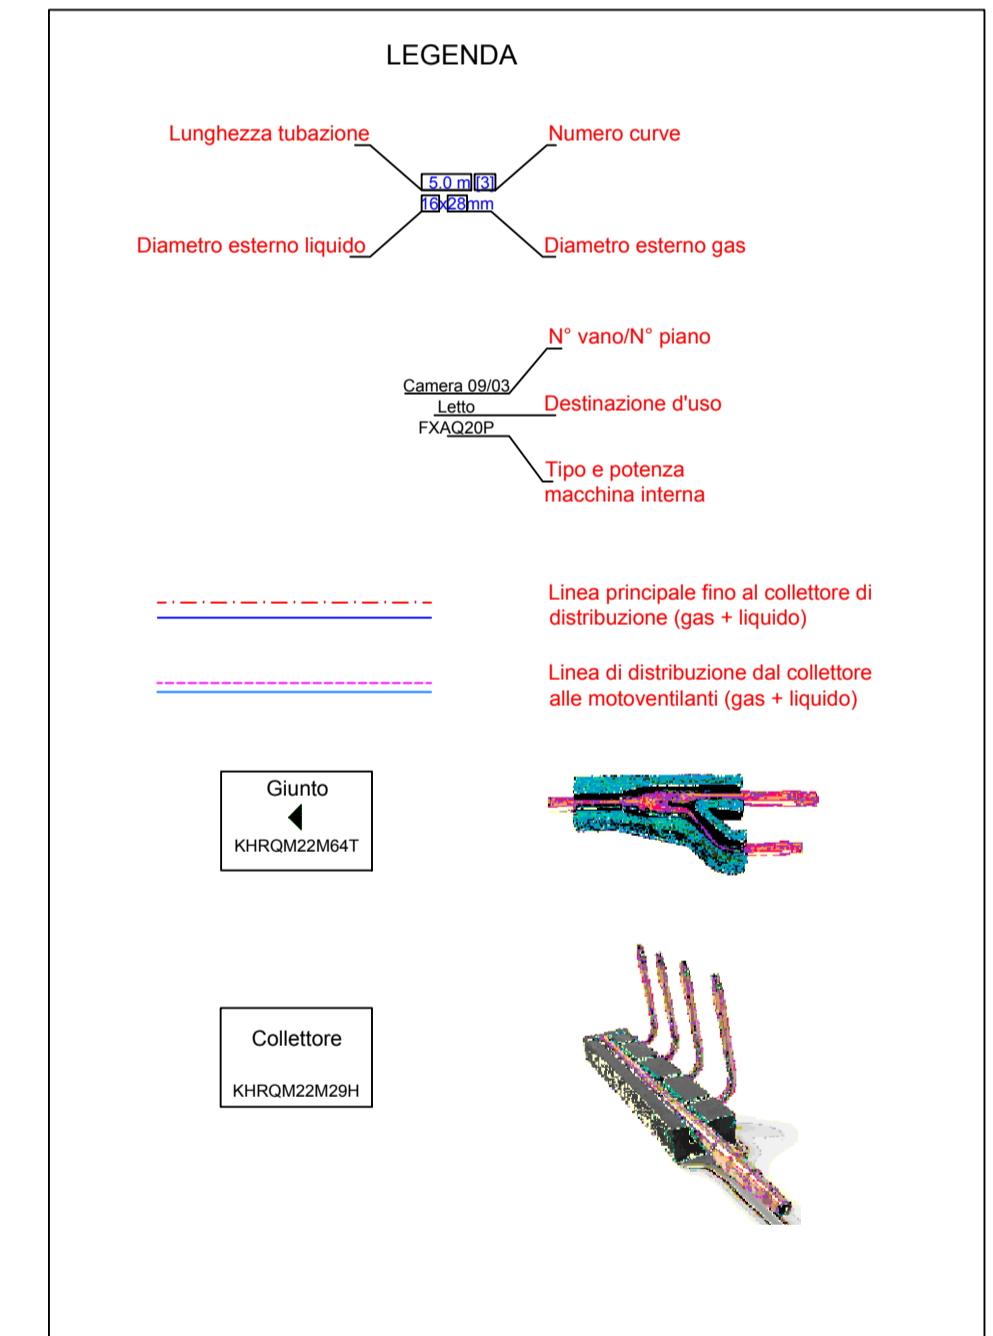 LEGENDA
Lunghezza tubazione
Numero curve
5.0 m [3]
16x28mm
Diametro esterno liquido
Diametro esterno gas
N° vano/N° piano
Camera 09/03
Letto
Destinazione d'uso
FXAQ20P
Tipo e potenza
macchina interna
Linea principale fino al collettore di
distribuzione (gas + liquido)
Linea di distribuzione dal collettore
alle motoventilanti (gas + liquido)
Giunto
KHRQM22M64T
Collettore
KHRQM22M29H